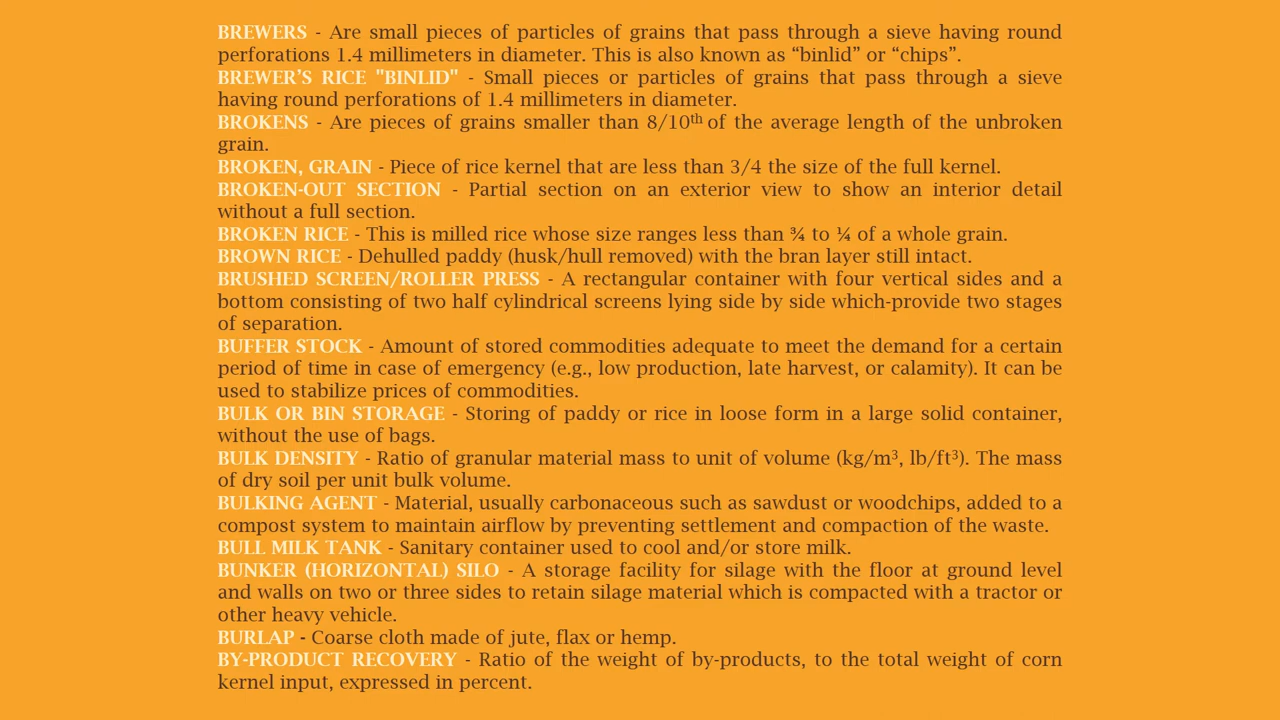 BREWERS - Are small pieces of particles of grains that pass through a sieve having round
perforations 1.4 millimeters in diameter. This is also known as “binlid” or “chips”.
BREWER'S RICE "BINLID" - Small pieces or particles of grains that pass through a sieve
having round perforations of 1.4 millimeters in diameter.
BROKENS - Are pieces of grains smaller than 8/10ᵗʰ of the average length of the unbroken
grain.
BROKEN, GRAIN - Piece of rice kernel that are less than 3/4 the size of the full kernel.
BROKEN-OUT SECTION - Partial section on an exterior view to show an interior detail
without a full section.
BROKEN RICE - This is milled rice whose size ranges less than ¾ to ¼ of a whole grain.
BROWN RICE - Dehulled paddy (husk/hull removed) with the bran layer still intact.
BRUSHED SCREEN/ROLLER PRESS - A rectangular container with four vertical sides and a
bottom consisting of two half cylindrical screens lying side by side which-provide two stages
of separation.
BUFFER STOCK - Amount of stored commodities adequate to meet the demand for a certain
period of time in case of emergency (e.g., low production, late harvest, or calamity). It can be
used to stabilize prices of commodities.
BULK OR BIN STORAGE - Storing of paddy or rice in loose form in a large solid container,
without the use of bags.
BULK DENSITY - Ratio of granular material mass to unit of volume (kg/m³, lb/ft³). The mass
of dry soil per unit bulk volume.
BULKING AGENT - Material, usually carbonaceous such as sawdust or woodchips, added to a
compost system to maintain airflow by preventing settlement and compaction of the waste.
BULL MILK TANK - Sanitary container used to cool and/or store milk.
BUNKER (HORIZONTAL) SILO - A storage facility for silage with the floor at ground level
and walls on two or three sides to retain silage material which is compacted with a tractor or
other heavy vehicle.
BURLAP - Coarse cloth made of jute, flax or hemp.
BY-PRODUCT RECOVERY - Ratio of the weight of by-products, to the total weight of corn
kernel input, expressed in percent.